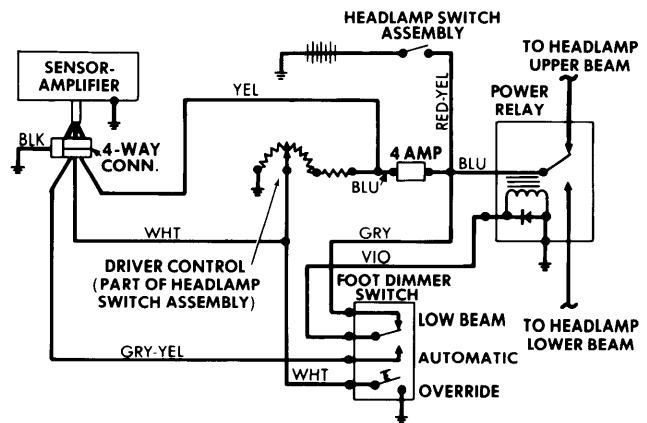 HEADLAMP SWITCH
ASSEMBLY
TO HEADLAMP
UPPER BEAM
SENSOR-
AMPLIFIER
YEL
RED-YEL
POWER
RELAY
BLK
4-WAY
CONN.
4 AMP
BLU
BLU
WHT
GRY
VIO
DRIVER CONTROL
(PART OF HEADLAMP
SWITCH ASSEMBLY)
FOOT DIMMER
SWITCH
LOW BEAM
TO HEADLAMP
LOWER BEAM
GRY-YEL
AUTOMATIC
WHT
OVERRIDE